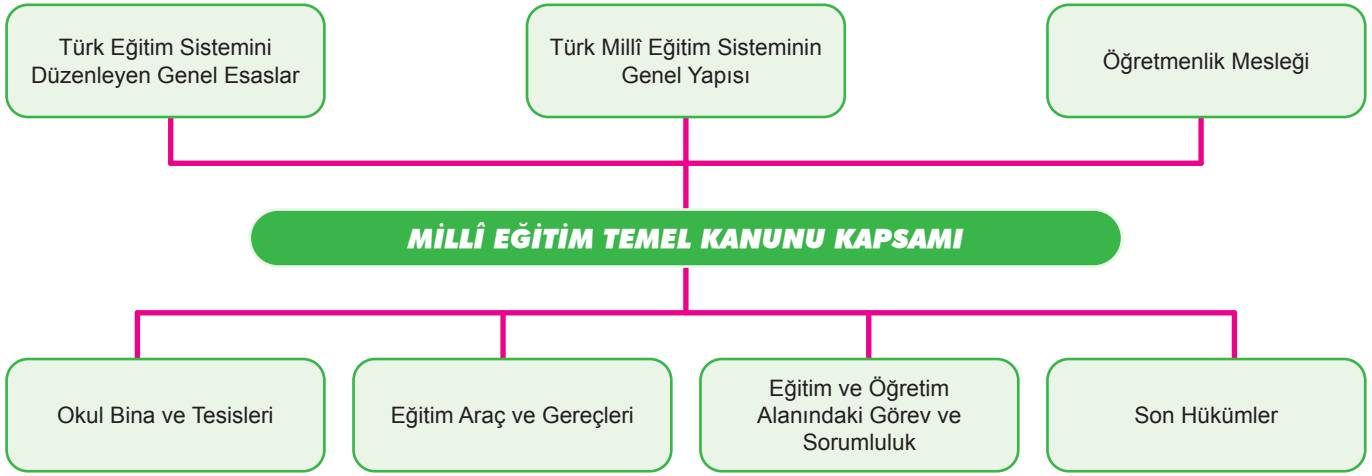 Türk Eğitim Sistemini
Düzenleyen Genel Esaslar
Türk Millî Eğitim Sisteminin
Genel Yapısı
Öğretmenlik Mesleği
MİLLÎ EĞİTİM TEMEL KANUNU KAPSAMI
Okul Bina ve Tesisleri
Eğitim Araç ve Gereçleri
Eğitim ve Öğretim
Alanındaki Görev ve
Sorumluluk
Son Hükümler